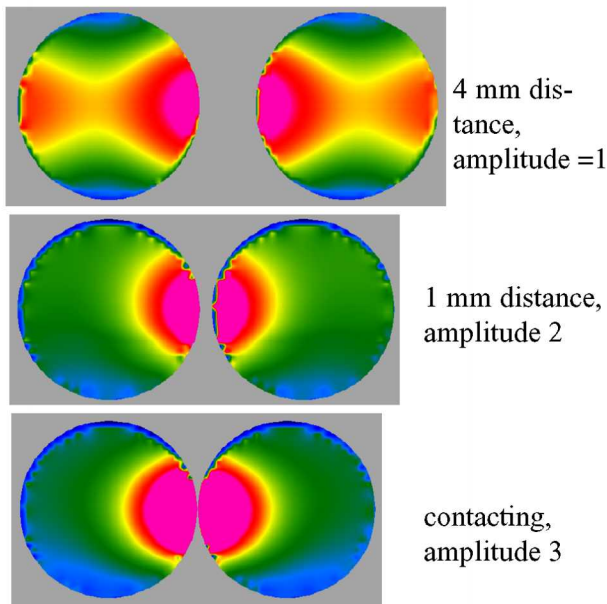 4 mm dis-
tance,
amplitude =1
1 mm distance,
amplitude 2
contacting,
amplitude 3